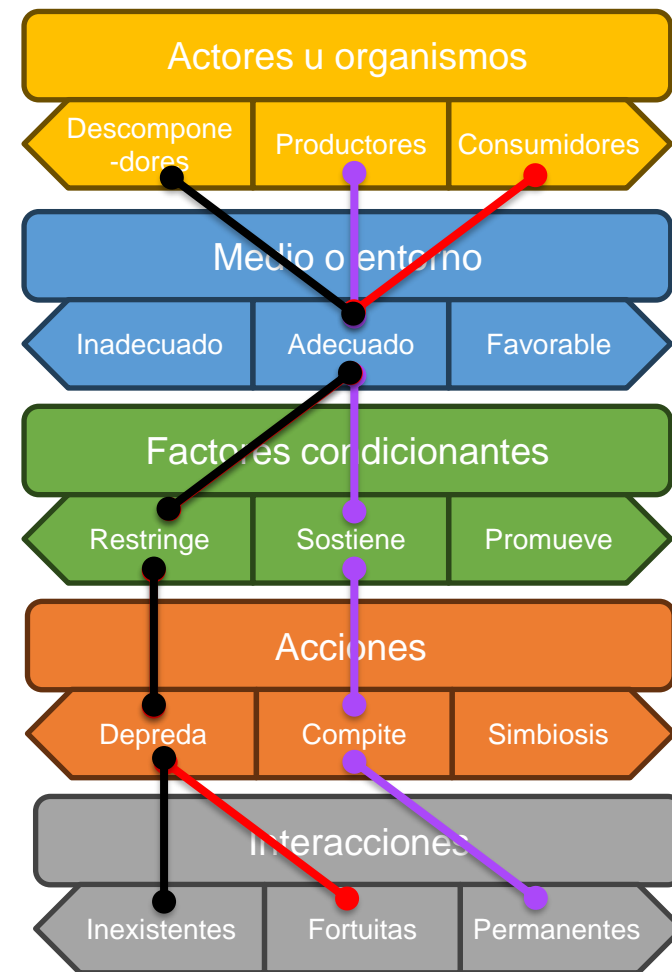 Actores u organismos
Descompone
-dores
Productores
Consumidores
Medio o entorno
Inadecuado
Adecuado
Favorable
Factores condicionantes
Restringe
Sostiene
Promueve
Acciones
Depreda
Compite
Simbiosis
Interacciones
Inexistentes
Fortuitas
Permanentes